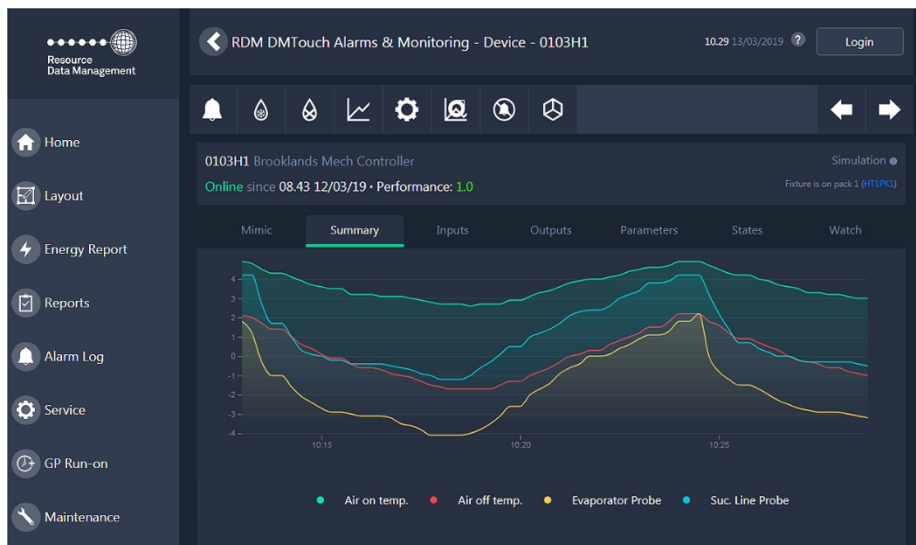 Resource
Data Management
RDM DMTouch Alarms & Monitoring - Device - 0103H1
10.29 13/03/2019 ? Login
Home
Layout
Energy Report
Reports
Alarm Log
Service
GP Run-on
Maintenance
0103H1 Brooklands Mech Controller
Simulation
Online since 08.43 12/03/19 · Performance: 1.0
Fixture is on pack 1 (HT1PK1)
Mimic Summary Inputs Outputs Parameters States Watch
4
3
2
1
0
-1
-2
-3
-4
10:15 10:20 10:25
Air on temp. Air off temp. Evaporator Probe Suc. Line Probe